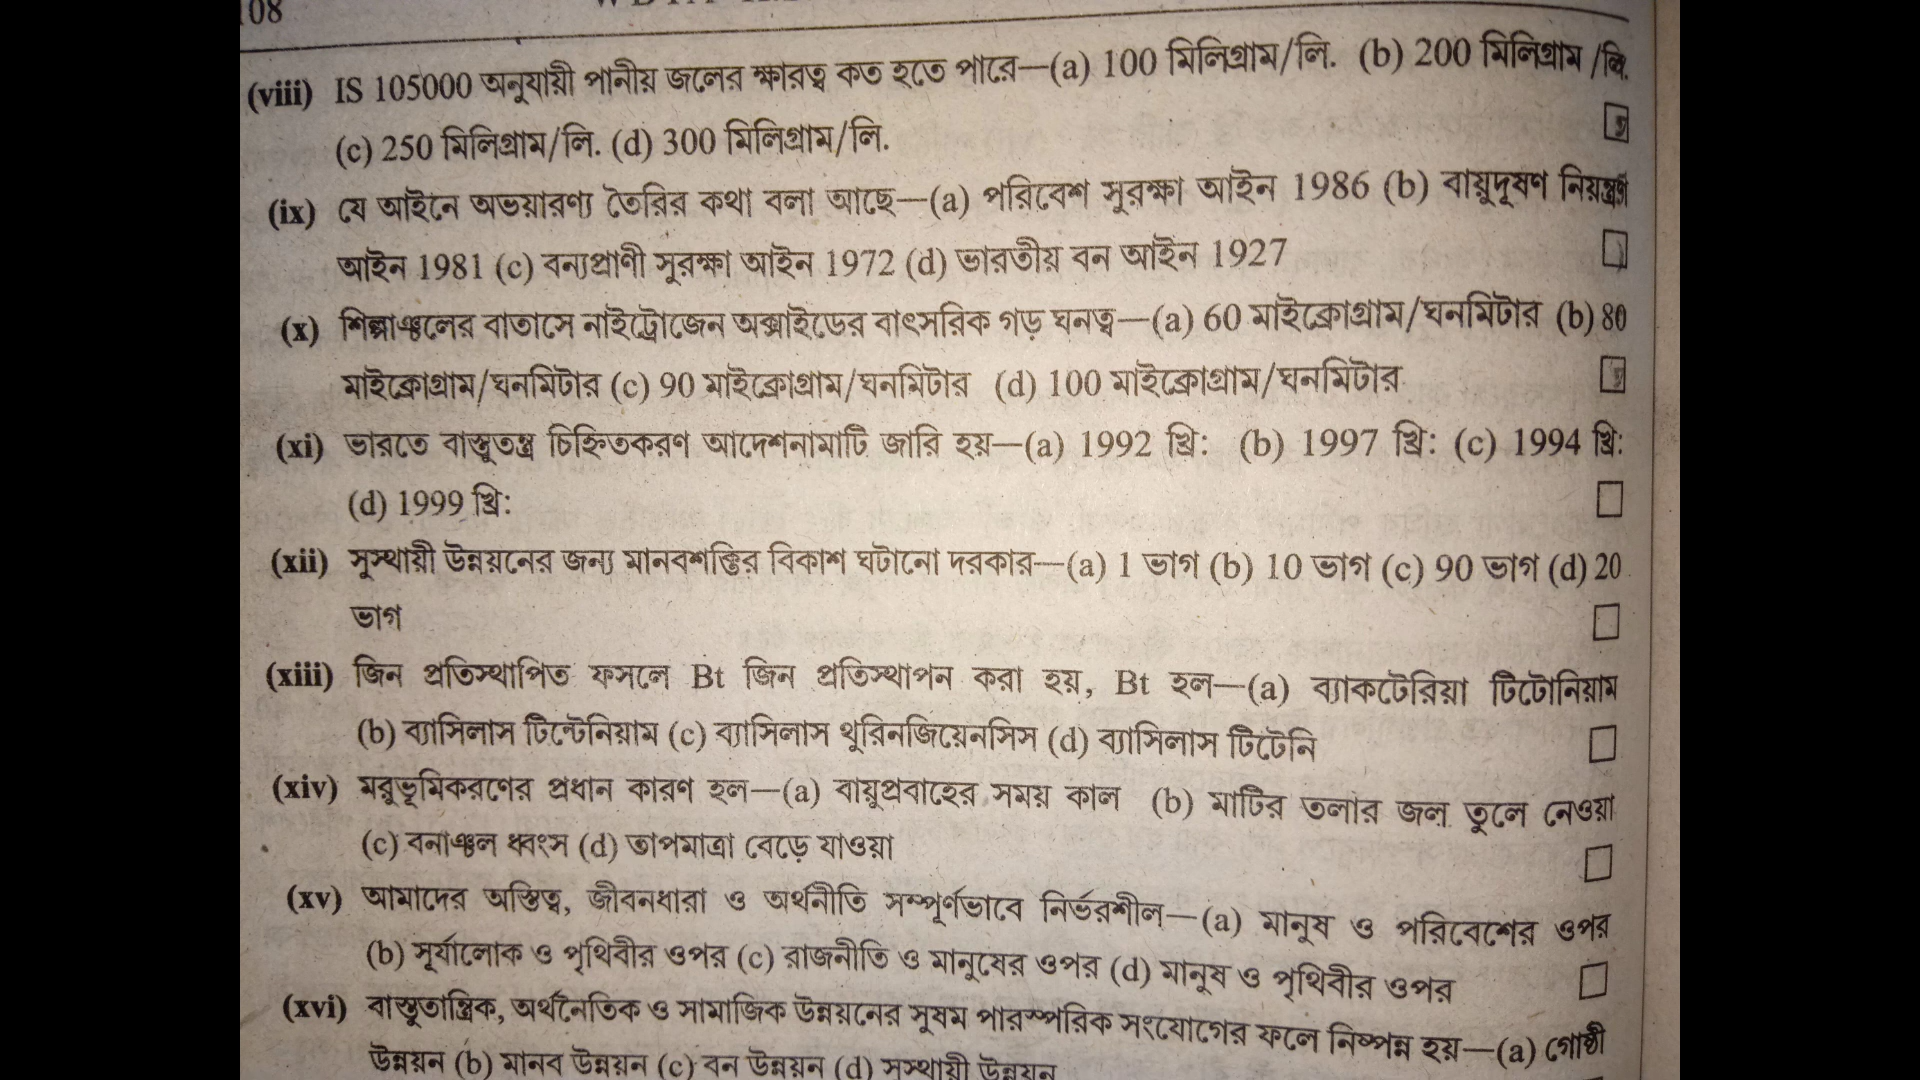 108
(viii) IS 105000 অনুযায়ী পানীয় জলের ক্ষারত্ব কত হতে পারে—(a) 100 মিলিগ্রাম/লি. (b) 200 মিলিগ্রাম /লি.
(c) 250 মিলিগ্রাম/লি. (d) 300 মিলিগ্রাম/লি.
(ix) যে আইনে অভয়ারণ্য তৈরির কথা বলা আছে—(a) পরিবেশ সুরক্ষা আইন 1986 (b) বায়ুদূষণ নিয়ন্ত্রণ
আইন 1981 (c) বন্যপ্রাণী সুরক্ষা আইন 1972 (d) ভারতীয় বন আইন 1927
(x) শিল্পাঞ্চলের বাতাসে নাইট্রোজেন অক্সাইডের বাৎসরিক গড় ঘনত্ব—(a) 60 মাইক্রোগ্রাম/ঘনমিটার (b) 80
মাইক্রোগ্রাম/ঘনমিটার (c) 90 মাইক্রোগ্রাম/ঘনমিটার (d) 100 মাইক্রোগ্রাম/ঘনমিটার
(xi) ভারতে বাস্তুতন্ত্র চিহ্নিতকরণ আদেশনামাটি জারি হয়—(a) 1992 খ্রি: (b) 1997 খ্রি: (c) 1994 খ্রি:
(d) 1999 খ্রি:
(xii) সুস্থায়ী উন্নয়নের জন্য মানবশক্তির বিকাশ ঘটানো দরকার—(a) 1 ভাগ (b) 10 ভাগ (c) 90 ভাগ (d) 20
ভাগ
(xiii) জিন প্রতিস্থাপিত ফসলে Bt জিন প্রতিস্থাপন করা হয়, Bt হল—(a) ব্যাকটেরিয়া টিটোনিয়াম
(b) ব্যাসিলাস টিন্টেনিয়াম (c) ব্যাসিলাস থুরিনজিয়েনসিস (d) ব্যাসিলাস টিটেনি
(xiv) মরুভূমিকরণের প্রধান কারণ হল—(a) বায়ুপ্রবাহের সময় কাল (b) মাটির তলার জল তুলে নেওয়া
(c) বনাঞ্চল ধ্বংস (d) তাপমাত্রা বেড়ে যাওয়া
(xv) আমাদের অস্তিত্ব, জীবনধারা ও অর্থনীতি সম্পূর্ণভাবে নির্ভরশীল—(a) মানুষ ও পরিবেশের ওপর
(b) সূর্যালোক ও পৃথিবীর ওপর (c) রাজনীতি ও মানুষের ওপর (d) মানুষ ও পৃথিবীর ওপর
(xvi) বাস্তুতান্ত্রিক, অর্থনৈতিক ও সামাজিক উন্নয়নের সুষম পারস্পরিক সংযোগের ফলে নিষ্পন্ন হয়—(a) গোষ্ঠী
উন্নয়ন (b) মানব উন্নয়ন (c) বন উন্নয়ন (d) সুস্থায়ী উন্নয়ন